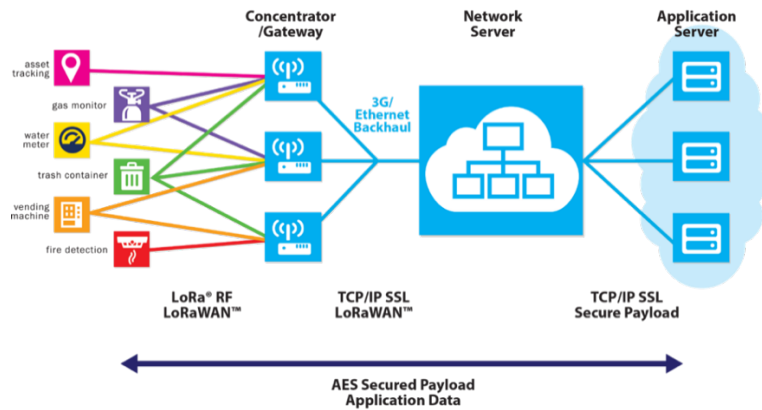 Concentrator
/Gateway
Network
Server
Application
Server
asset
tracking
gas monitor
water
meter
trash container
vending
machine
fire detection
3G/
Ethernet
Backhaul
LoRa® RF
LoRaWAN™
TCP/IP SSL
LoRaWAN™
TCP/IP SSL
Secure Payload
AES Secured Payload
Application Data